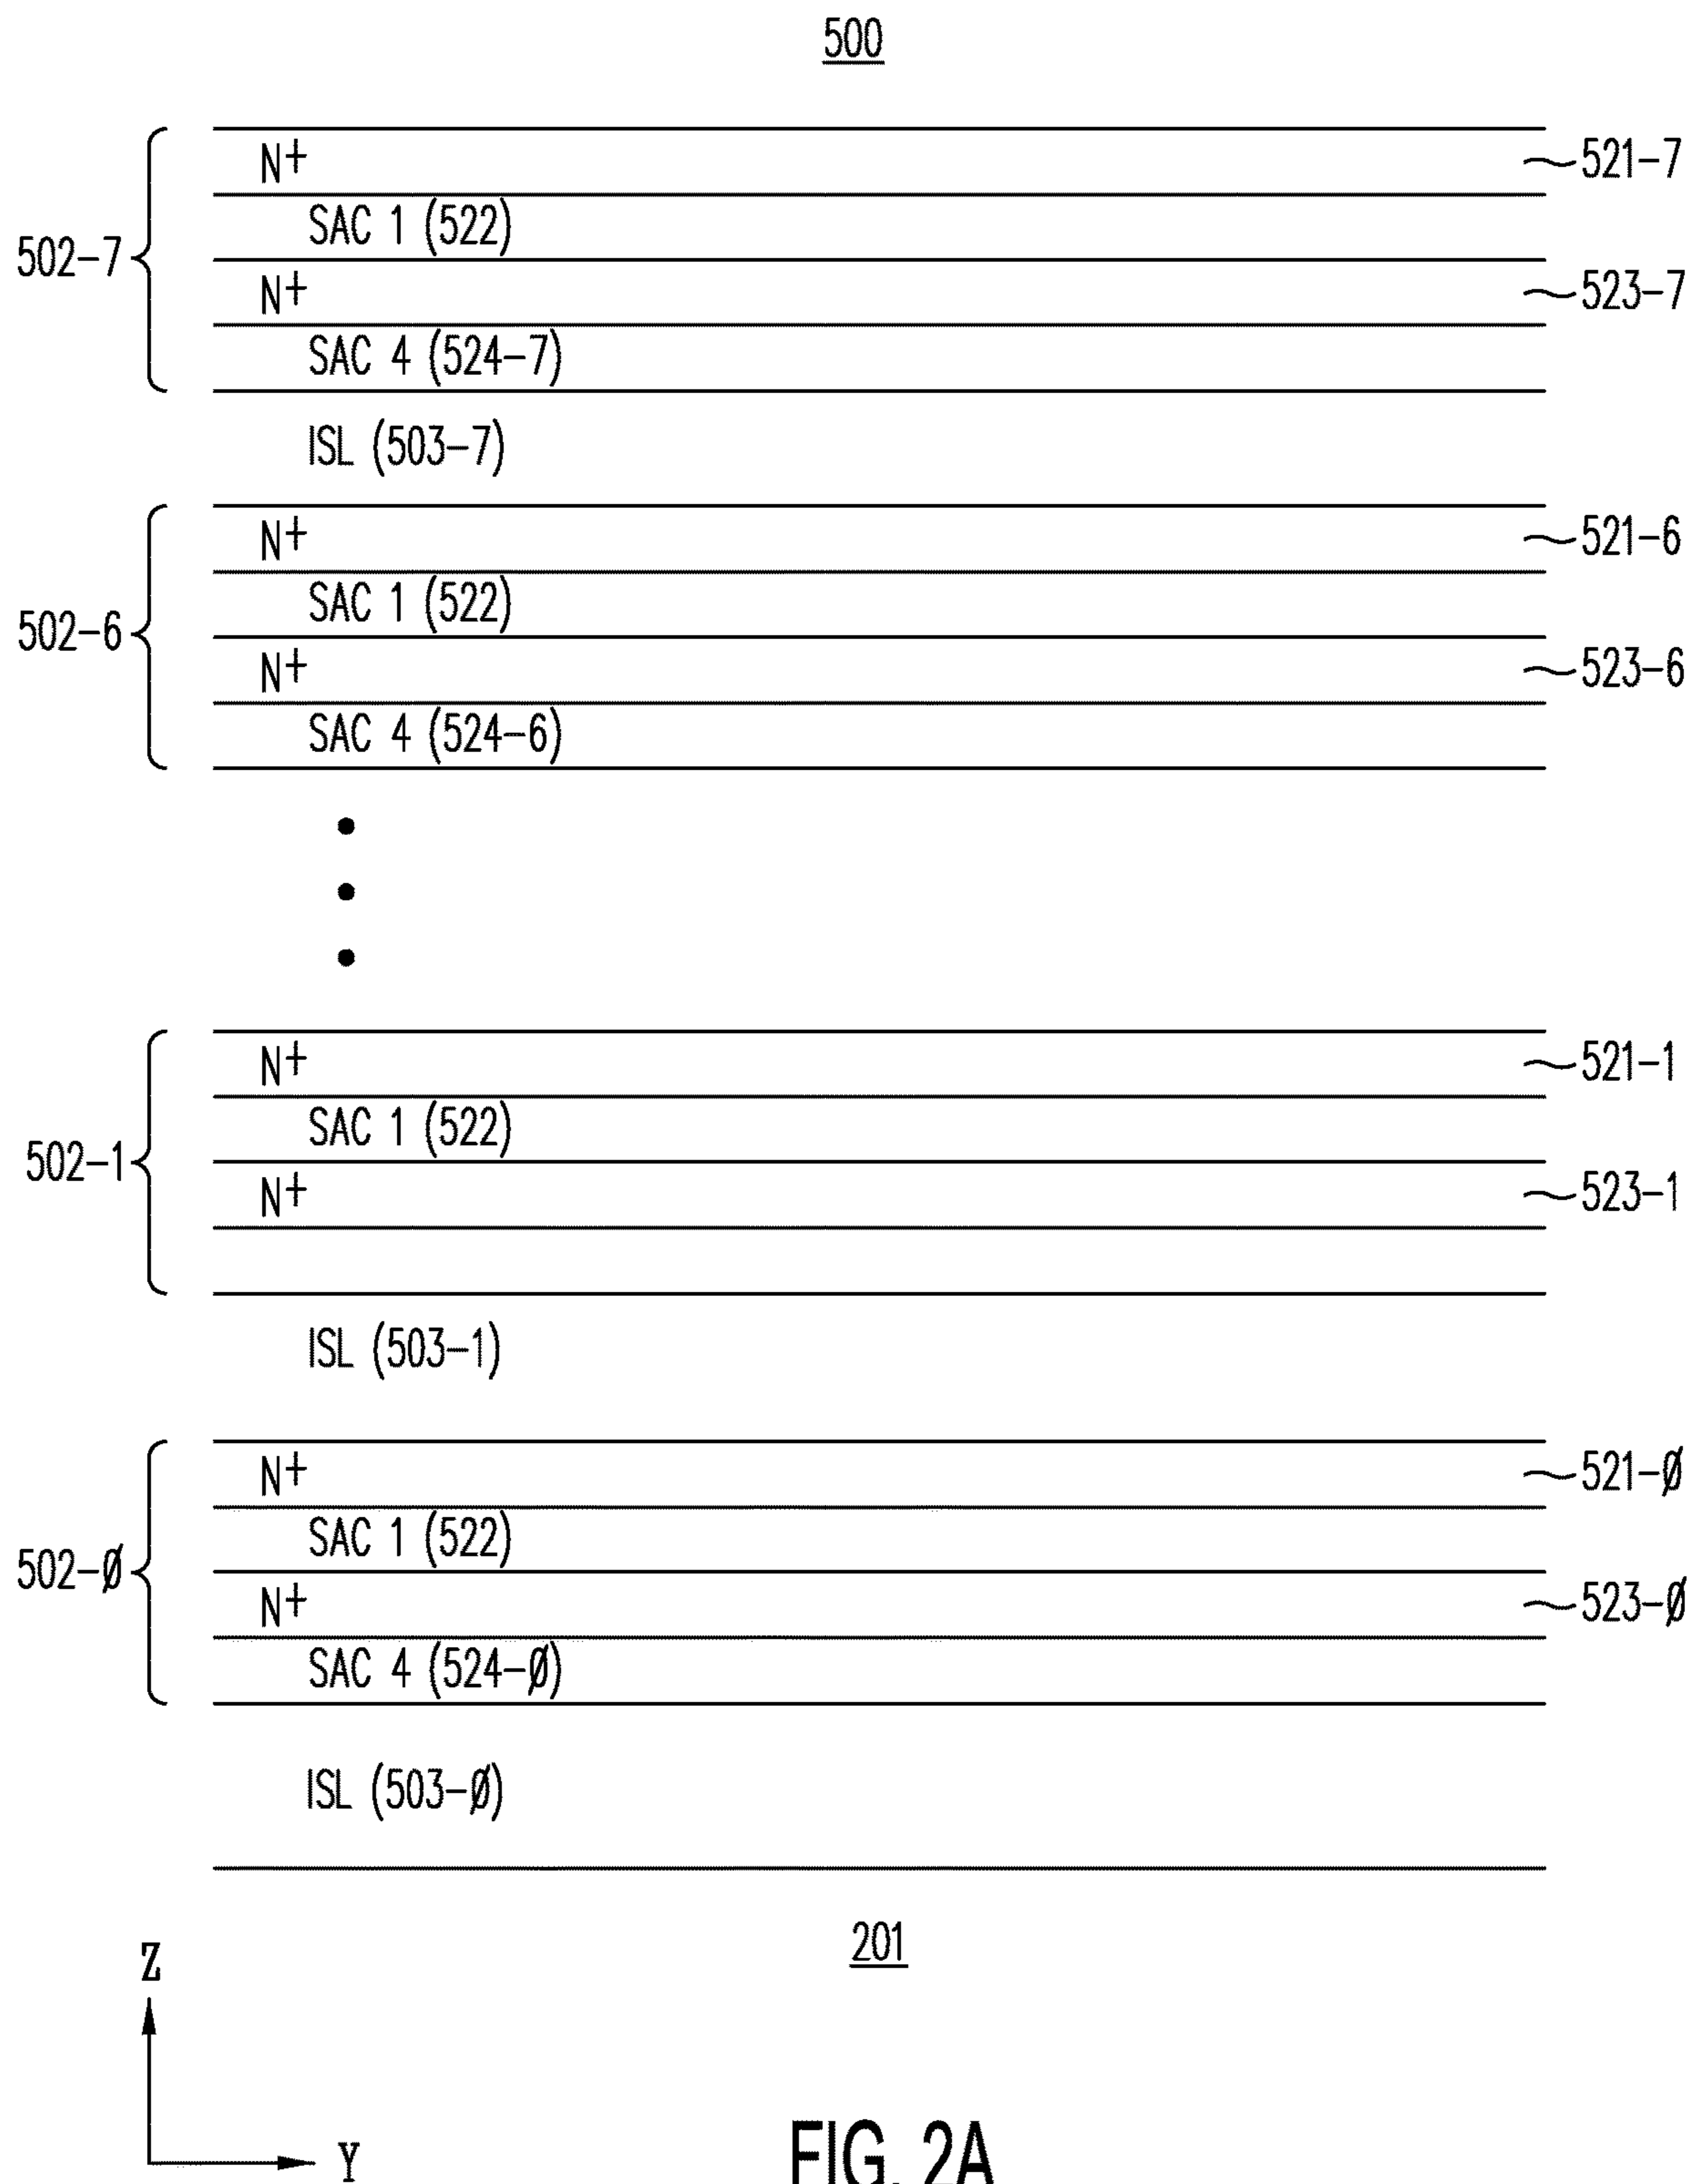 500
N+ 521-7
SAC 1 (522)
502-7
N+ 523-7
SAC 4 (524-7)
ISL (503-7)
N+ 521-6
SAC 1 (522)
502-6
N+ 523-6
SAC 4 (524-6)
N+ 521-1
SAC 1 (522)
502-1
N+ 523-1
ISL (503-1)
N+ 521-Ø
SAC 1 (522)
502-Ø
N+ 523-Ø
SAC 4 (524-Ø)
ISL (503-Ø)
201
Z
Y
FIG. 2A